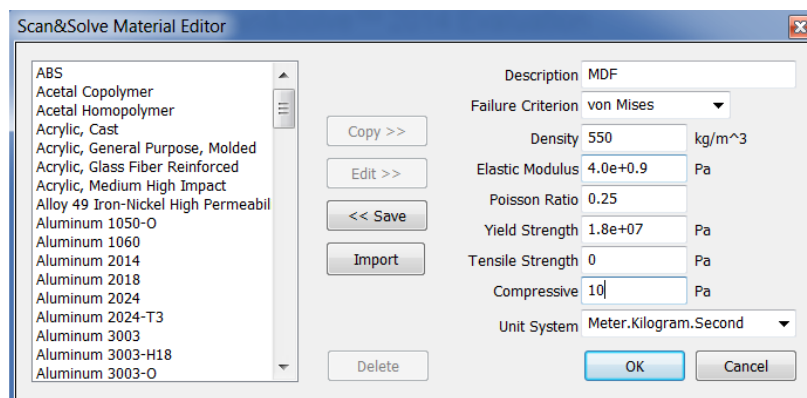 Scan&Solve Material Editor
ABS
Acetal Copolymer
Acetal Homopolymer
Acrylic, Cast
Acrylic, General Purpose, Molded
Acrylic, Glass Fiber Reinforced
Acrylic, Medium High Impact
Alloy 49 Iron-Nickel High Permeabil
Aluminum 1050-O
Aluminum 1060
Aluminum 2014
Aluminum 2018
Aluminum 2024
Aluminum 2024-T3
Aluminum 3003
Aluminum 3003-H18
Aluminum 3003-O
Copy >>
Edit >>
<< Save
Import
Delete
Description MDF
Failure Criterion von Mises
Density 550 kg/m^3
Elastic Modulus 4.0e+0.9 Pa
Poisson Ratio 0.25
Yield Strength 1.8e+07 Pa
Tensile Strength 0 Pa
Compressive 10 Pa
Unit System Meter.Kilogram.Second
OK Cancel